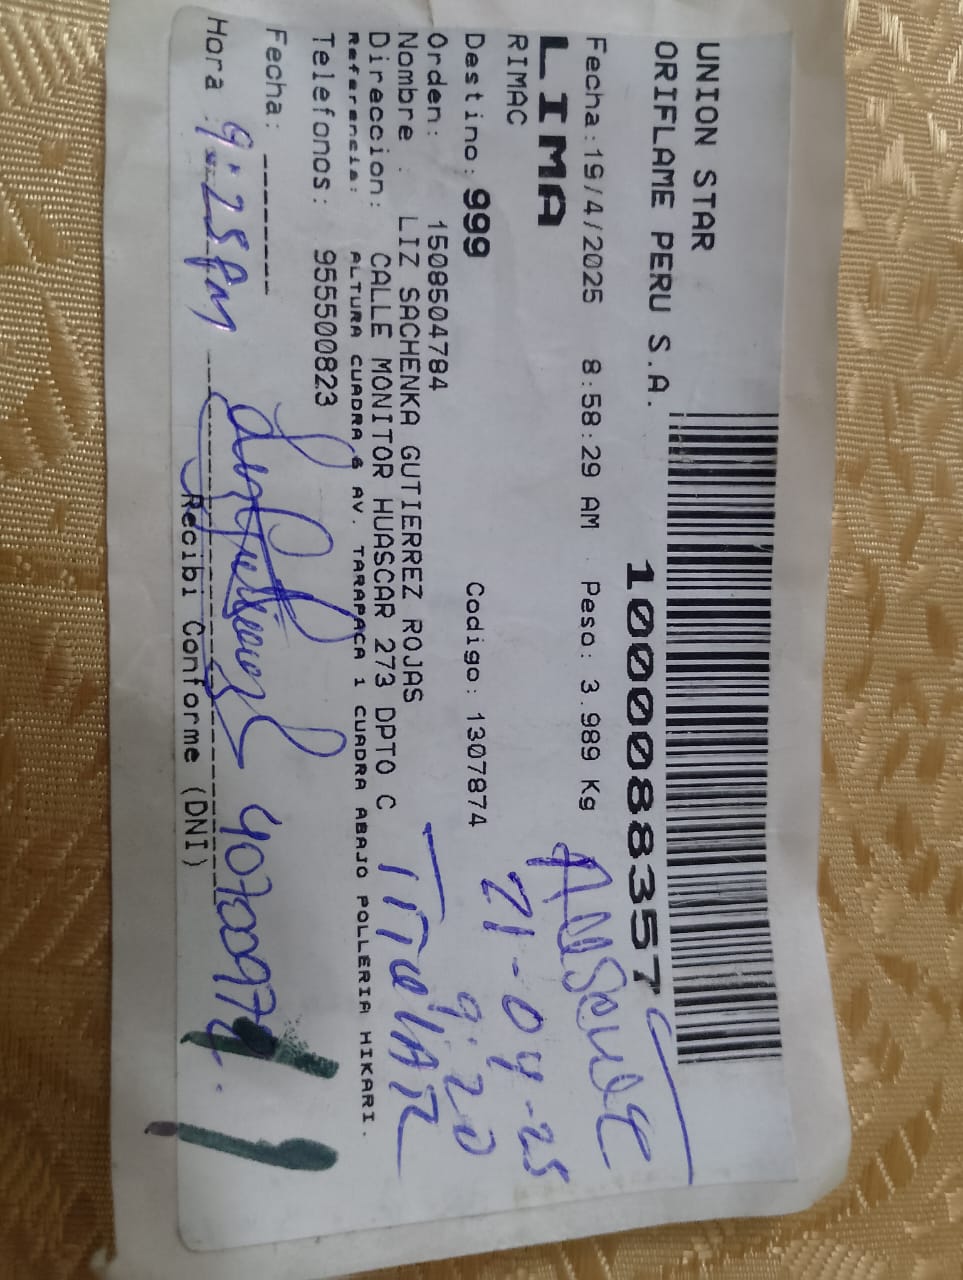 UNION STAR
ORIFLAME PERU S.A.
10000883357
Fecha:19/4/2025 8:58:29 AM Peso: 3.989 Kg
Ausente
LIMA
21-04-25
RIMAC
Destino: 999 Codigo: 1307874
9:20
Orden: 1508504784
Nombre : LIZ SACHENKA GUTIERREZ ROJAS
Direccion: CALLE MONITOR HUASCAR 273 DPTO C
TiTulAR
Referencia: ALTURA CUADRA 6 AV. TARAPACA 1 CUADRA ABAJO POLLERIA HIKARI.
Telefonos: 955500823
Fecha:
Hora 9:25 pm
Recibi Conforme (DNI)